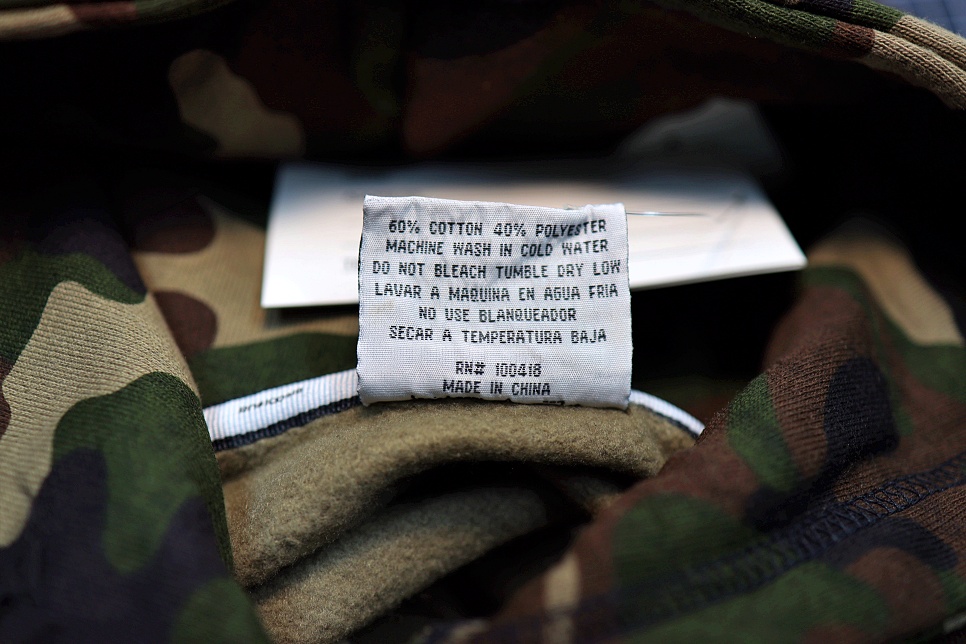 60% COTTON 40% POLYESTER
MACHINE WASH IN COLD WATER
DO NOT BLEACH TUMBLE DRY LOW
LAVAR A MAQUINA EN AGUA FRIA
NO USE BLANQUEADOR
SECAR A TEMPERATURA BAJA
RN# 100418
MADE IN CHINA